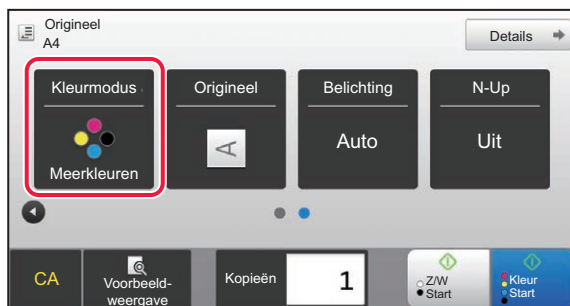 Origineel
A4
Details
Kleurmodus
Origineel
Belichting
N-Up
A
Auto
Uit
Meerkleuren
CA
Voorbeeld-
weergave
Kopieën
1
Z/W
Start
Kleur
Start